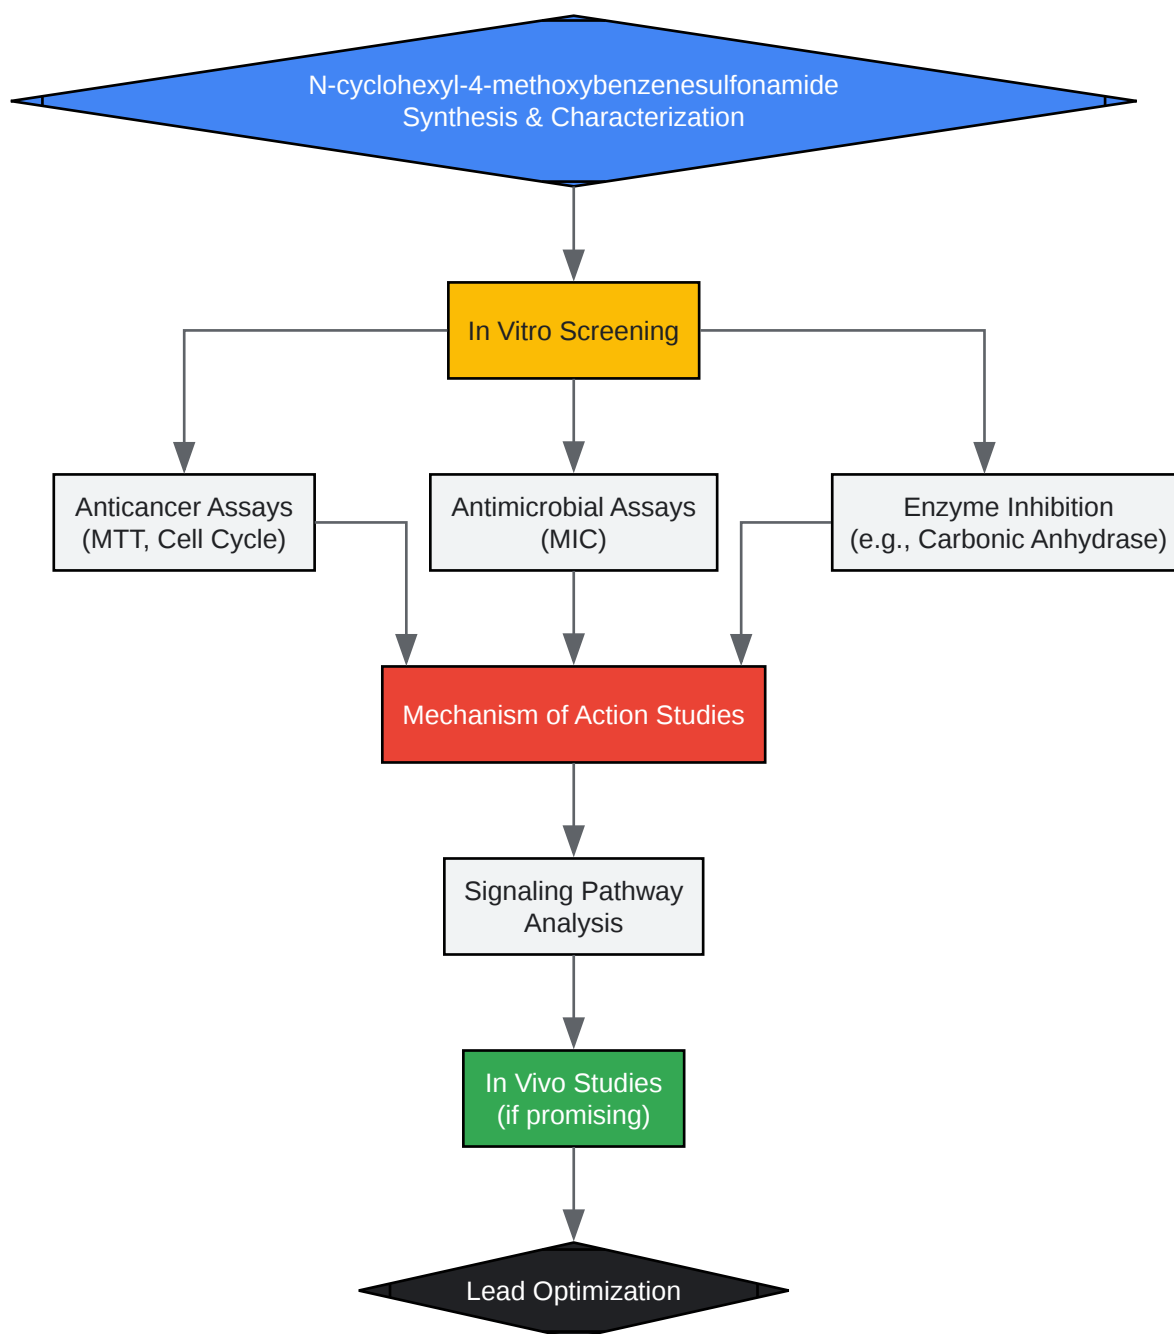 N-cyclohexyl-4-methoxybenzenesulfonamide
Synthesis & Characterization
In Vitro Screening
Anticancer Assays
(MTT, Cell Cycle)
Antimicrobial Assays
(MIC)
Enzyme Inhibition
(e.g., Carbonic Anhydrase)
Mechanism of Action Studies
Signaling Pathway
Analysis
In Vivo Studies
(if promising)
Lead Optimization